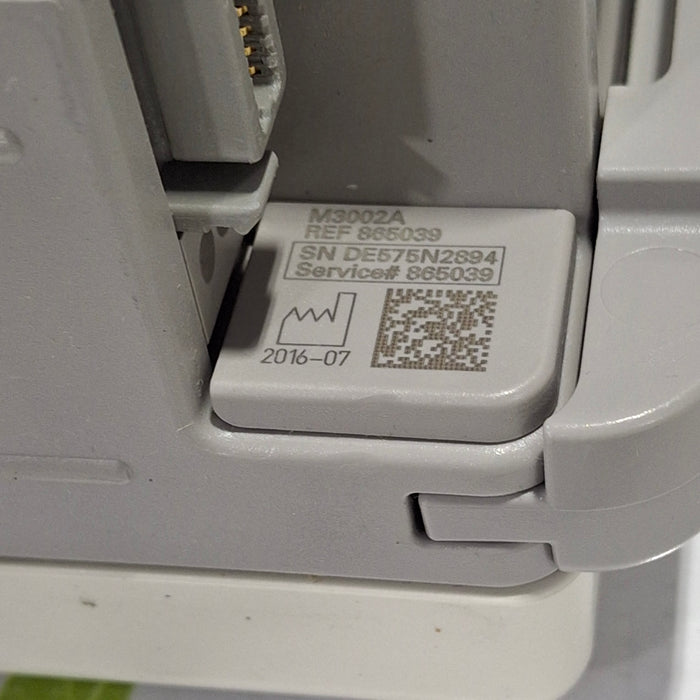 M3002A
REF 865039
SN DE575N2894
Service# 865039
2016-07